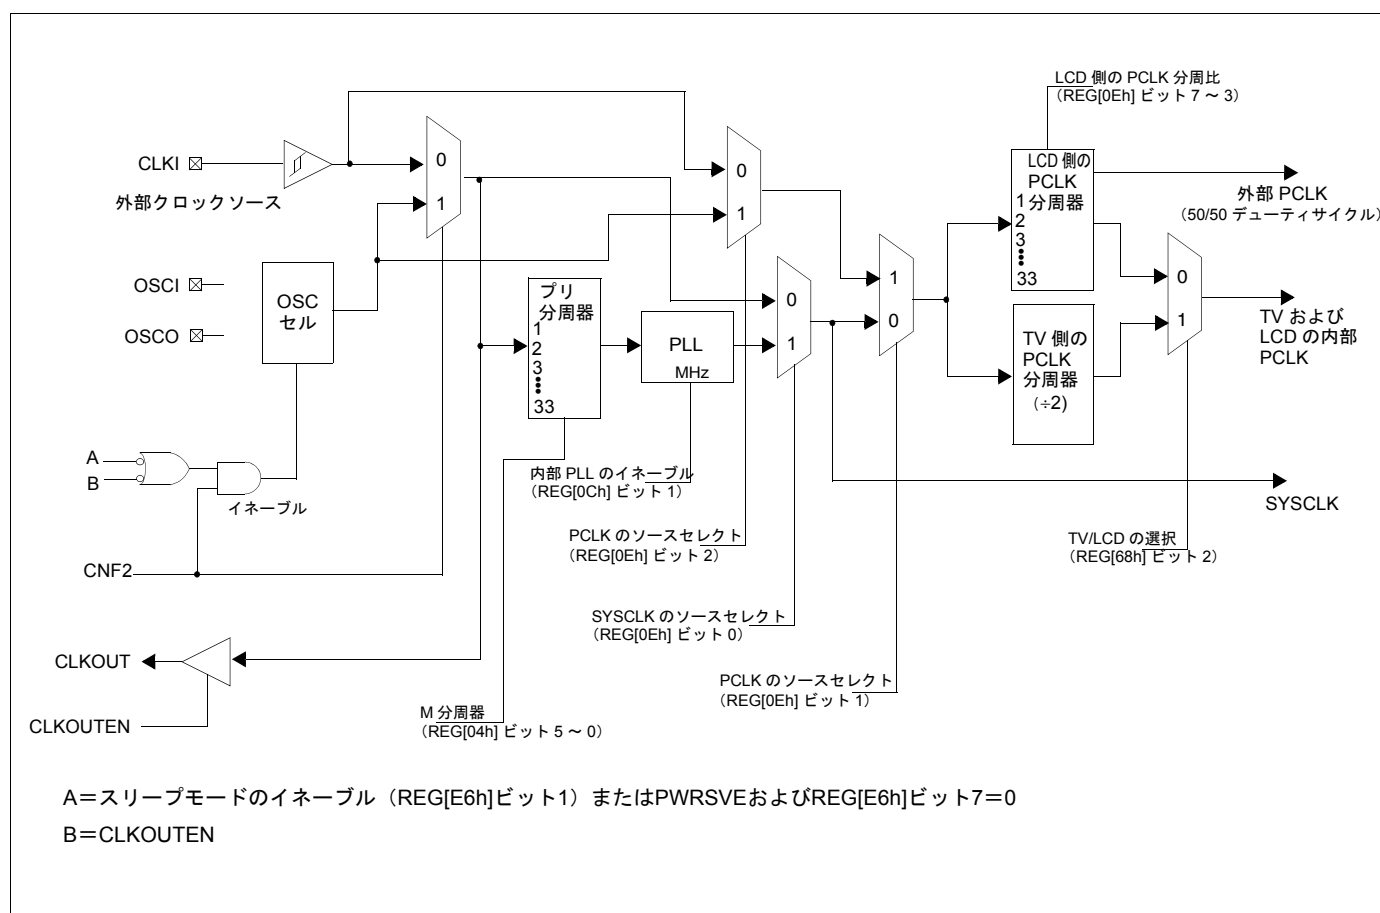 LCD 側の PCLK 分周比
(REG[0Eh] ビット 7 ~ 3)
CLKI
外部クロックソース
0
1
0
1
LCD 側の
PCLK
分周器
1
2
3
33
外部 PCLK
(50/50 デューティサイクル)
OSCI
OSCO
OSC
セル
プリ
分周器
1
2
3
33
PLL
MHz
0
1
1
0
TV 側の
PCLK
分周器
(÷2)
0
1
TV および
LCD の内部
PCLK
A
B
イネーブル
内部 PLL のイネーブル
(REG[0Ch] ビット 1)
SYSCLK
PCLK のソースセレクト
(REG[0Eh] ビット 2)
TV/LCD の選択
(REG[68h] ビット 2)
CNF2
SYSCLK のソースセレクト
(REG[0Eh] ビット 0)
CLKOUT
PCLK のソースセレクト
(REG[0Eh] ビット 1)
CLKOUTEN
M 分周器
(REG[04h] ビット 5 ~ 0)
A=スリープモードのイネーブル(REG[E6h]ビット1)またはPWRSVEおよびREG[E6h]ビット7=0
B=CLKOUTEN